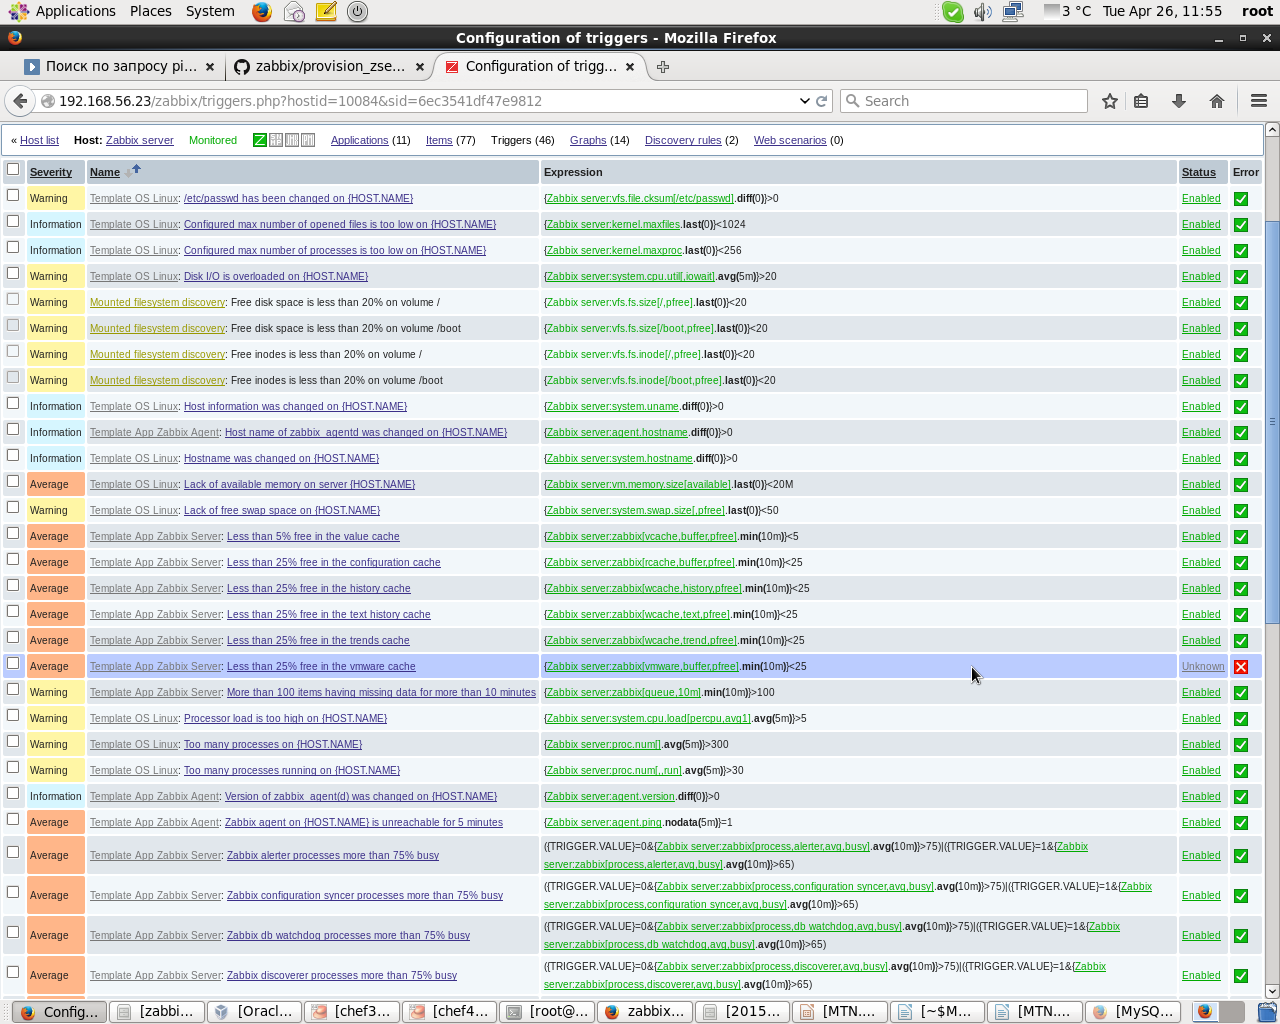 Applications Places System 3 °C Tue Apr 26, 11:55 root
Configuration of triggers - Mozilla Firefox
Поиск по запросу pi... zabbix/provision_zse... Configuration of trigg...
192.168.56.23/zabbix/triggers.php?hostid=10084&sid=6ec3541df47e9812 Search
« Host list Host: Zabbix server Monitored Applications (11) Items (77) Triggers (46) Graphs (14) Discovery rules (2) Web scenarios (0)
Severity Name Expression Status Error
Warning Template OS Linux: /etc/passwd has been changed on {HOST.NAME} {Zabbix server:vfs.file.cksum[/etc/passwd].diff(0)}>0 Enabled
Information Template OS Linux: Configured max number of opened files is too low on {HOST.NAME} {Zabbix server:kernel.maxfiles.last(0)}<1024 Enabled
Information Template OS Linux: Configured max number of processes is too low on {HOST.NAME} {Zabbix server:kernel.maxproc.last(0)}<256 Enabled
Warning Template OS Linux: Disk I/O is overloaded on {HOST.NAME} {Zabbix server:system.cpu.util[,iowait].avg(5m)}>20 Enabled
Warning Mounted filesystem discovery: Free disk space is less than 20% on volume / {Zabbix server:vfs.fs.size[/,pfree].last(0)}<20 Enabled
Warning Mounted filesystem discovery: Free disk space is less than 20% on volume /boot {Zabbix server:vfs.fs.size[/boot,pfree].last(0)}<20 Enabled
Warning Mounted filesystem discovery: Free inodes is less than 20% on volume / {Zabbix server:vfs.fs.inode[/,pfree].last(0)}<20 Enabled
Warning Mounted filesystem discovery: Free inodes is less than 20% on volume /boot {Zabbix server:vfs.fs.inode[/boot,pfree].last(0)}<20 Enabled
Information Template OS Linux: Host information was changed on {HOST.NAME} {Zabbix server:system.uname.diff(0)}>0 Enabled
Information Template App Zabbix Agent: Host name of zabbix_agentd was changed on {HOST.NAME} {Zabbix server:agent.hostname.diff(0)}>0 Enabled
Information Template OS Linux: Hostname was changed on {HOST.NAME} {Zabbix server:system.hostname.diff(0)}>0 Enabled
Average Template OS Linux: Lack of available memory on server {HOST.NAME} {Zabbix server:vm.memory.size[available].last(0)}<20M Enabled
Warning Template OS Linux: Lack of free swap space on {HOST.NAME} {Zabbix server:system.swap.size[,pfree].last(0)}<50 Enabled
Average Template App Zabbix Server: Less than 5% free in the value cache {Zabbix server:zabbix[vcache,buffer,pfree].min(10m)}<5 Enabled
Average Template App Zabbix Server: Less than 25% free in the configuration cache {Zabbix server:zabbix[rcache,buffer,pfree].min(10m)}<25 Enabled
Average Template App Zabbix Server: Less than 25% free in the history cache {Zabbix server:zabbix[wcache,history,pfree].min(10m)}<25 Enabled
Average Template App Zabbix Server: Less than 25% free in the text history cache {Zabbix server:zabbix[wcache,text,pfree].min(10m)}<25 Enabled
Average Template App Zabbix Server: Less than 25% free in the trends cache {Zabbix server:zabbix[wcache,trend,pfree].min(10m)}<25 Enabled
Average Template App Zabbix Server: Less than 25% free in the vmware cache {Zabbix server:zabbix[vmware,buffer,pfree].min(10m)}<25 Unknown
Warning Template App Zabbix Server: More than 100 items having missing data for more than 10 minutes {Zabbix server:zabbix[queue,10m].min(10m)}>100 Enabled
Warning Template OS Linux: Processor load is too high on {HOST.NAME} {Zabbix server:system.cpu.load[percpu,avg1].avg(5m)}>5 Enabled
Warning Template OS Linux: Too many processes on {HOST.NAME} {Zabbix server:proc.num[].avg(5m)}>300 Enabled
Warning Template OS Linux: Too many processes running on {HOST.NAME} {Zabbix server:proc.num[,,run].avg(5m)}>30 Enabled
Information Template App Zabbix Agent: Version of zabbix_agent(d) was changed on {HOST.NAME} {Zabbix server:agent.version.diff(0)}>0 Enabled
Average Template App Zabbix Agent: Zabbix agent on {HOST.NAME} is unreachable for 5 minutes {Zabbix server:agent.ping.nodata(5m)}=1 Enabled
Average Template App Zabbix Server: Zabbix alerter processes more than 75% busy ({TRIGGER.VALUE}=0&{Zabbix server:zabbix[process,alerter,avg,busy].avg(10m)}>75)|({TRIGGER.VALUE}=1&{Zabbix
server:zabbix[process,alerter,avg,busy].avg(10m)}>65) Enabled
Average Template App Zabbix Server: Zabbix configuration syncer processes more than 75% busy ({TRIGGER.VALUE}=0&{Zabbix server:zabbix[process,configuration syncer,avg,busy].avg(10m)}>75)|({TRIGGER.VALUE}=1&{Zabbix
server:zabbix[process,configuration syncer,avg,busy].avg(10m)}>65) Enabled
Average Template App Zabbix Server: Zabbix db watchdog processes more than 75% busy ({TRIGGER.VALUE}=0&{Zabbix server:zabbix[process,db watchdog,avg,busy].avg(10m)}>75)|({TRIGGER.VALUE}=1&{Zabbix
server:zabbix[process,db watchdog,avg,busy].avg(10m)}>65) Enabled
Average Template App Zabbix Server: Zabbix discoverer processes more than 75% busy ({TRIGGER.VALUE}=0&{Zabbix server:zabbix[process,discoverer,avg,busy].avg(10m)}>75)|({TRIGGER.VALUE}=1&{Zabbix
server:zabbix[process,discoverer,avg,busy].avg(10m)}>65) Enabled
Config... [zabbi... [Oracl... [chef3... [chef4... [root@... zabbix... [2015... [MTN.... [~$M... [MTN.... [MySQ...